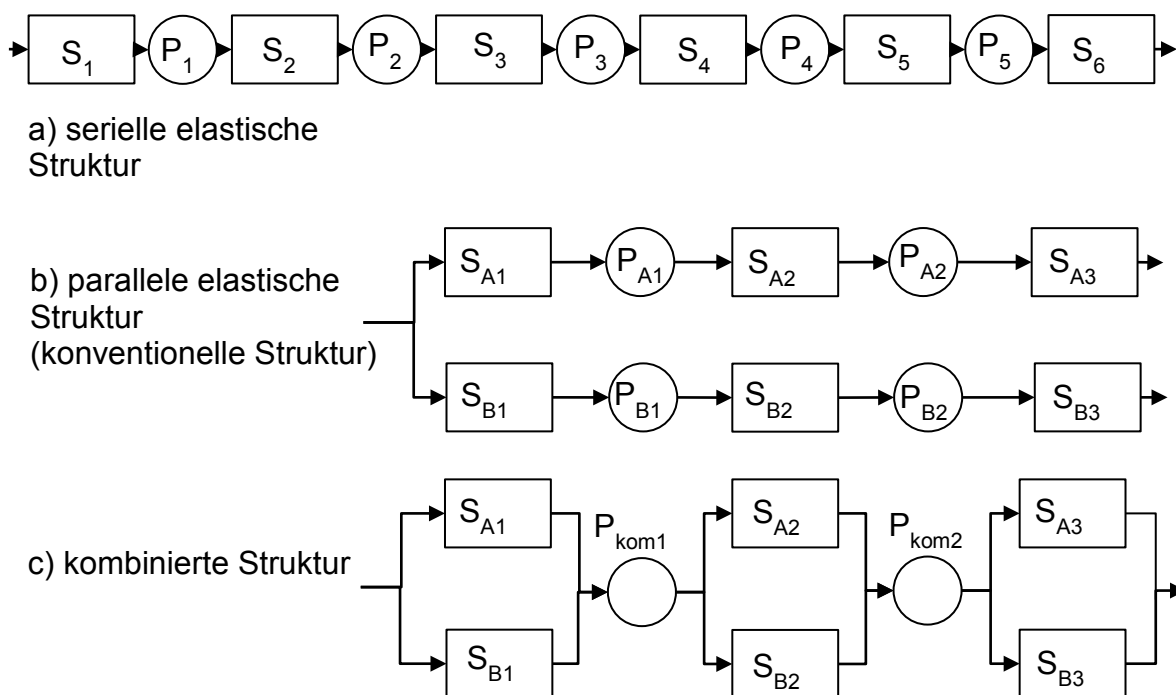 S1 P1 S2 P2 S3 P3 S4 P4 S5 P5 S6
a) serielle elastische
Struktur
SA1 PA1 SA2 PA2 SA3
b) parallele elastische
Struktur
(konventionelle Struktur)
SB1 PB1 SB2 PB2 SB3
SA1 Pkom1 SA2 Pkom2 SA3
c) kombinierte Struktur
SB1 SB2 SB3